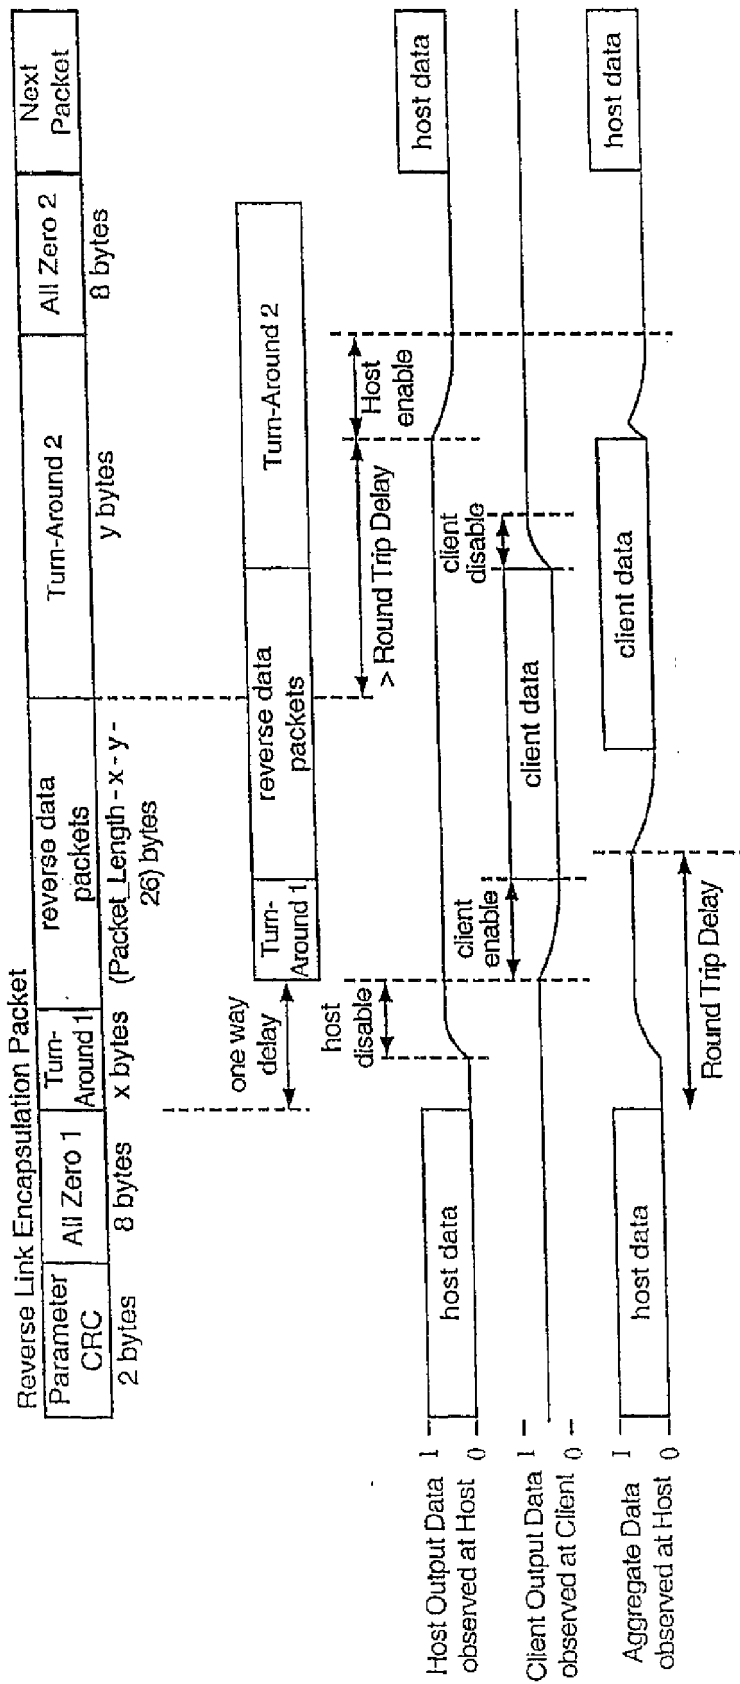 Reverse Link Encapsulation Packet
Parameter
CRC
All Zero 1
Turn-
Around 1
reverse data
packets
Turn-Around 2
All Zero 2
Next
Packet
2 bytes
8 bytes
x bytes
(Packet_Length - x - y -
26) bytes
y bytes
8 bytes
one way
delay
Turn-
Around 1
reverse data
packets
Turn-Around 2
host
disable
> Round Trip Delay
Host
enable
Host Output Data
observed at Host
1
0
host data
host data
client
enable
client
disable
Client Output Data
observed at Client
1
0
client data
Aggregate Data
observed at Host
1
0
host data
client data
host data
Round Trip Delay